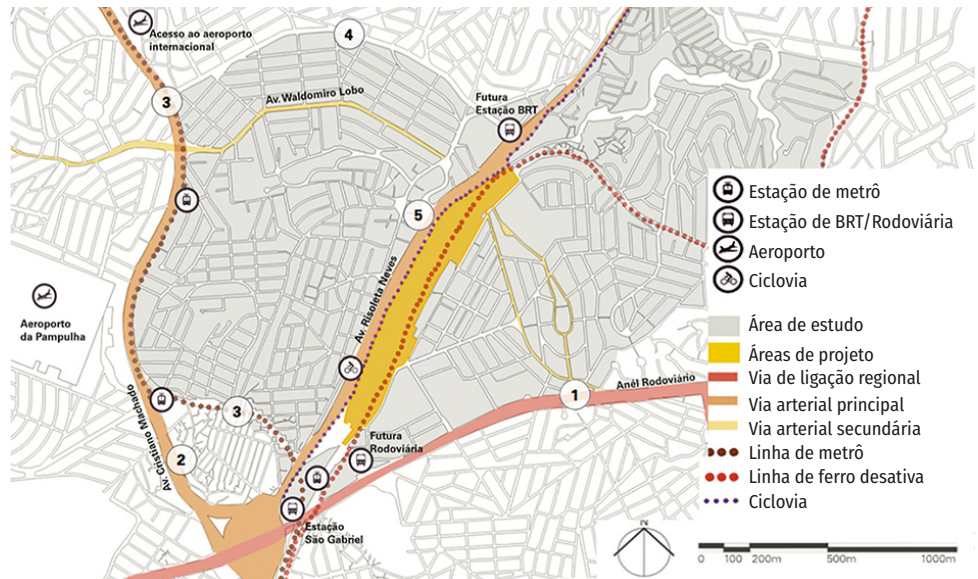 Acesso ao aeroporto
internacional
4
3
Av. Waldomiro Lobo
Futura
Estação BRT
5
Av. Risoleta Neves
Aeroporto
da Pampulha
Av. Cristiano Machado
3
2
Futura
Rodoviária
Estação
São Gabriel
Anél Rodoviário
1
Estação de metrô
Estação de BRT/Rodoviária
Aeroporto
Ciclovia
Área de estudo
Áreas de projeto
Via de ligação regional
Via arterial principal
Via arterial secundária
Linha de metrô
Linha de ferro desativa
Ciclovia
N
0 100 200m 500m 1000m